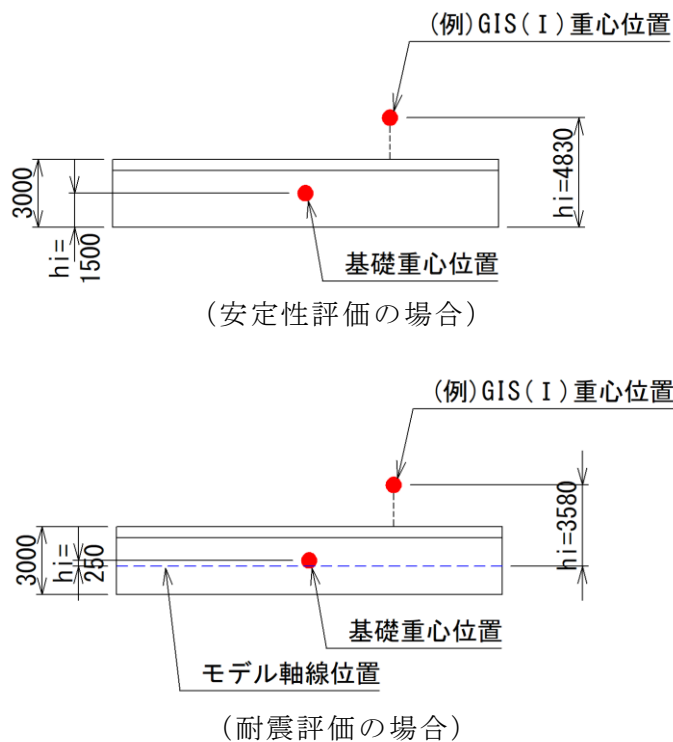 (例)GIS(Ⅰ)重心位置
3000
hi=
1500
hi=4830
基礎重心位置
(安定性評価の場合)
(例)GIS(Ⅰ)重心位置
3000
hi=
250
hi=3580
基礎重心位置
モデル軸線位置
(耐震評価の場合)